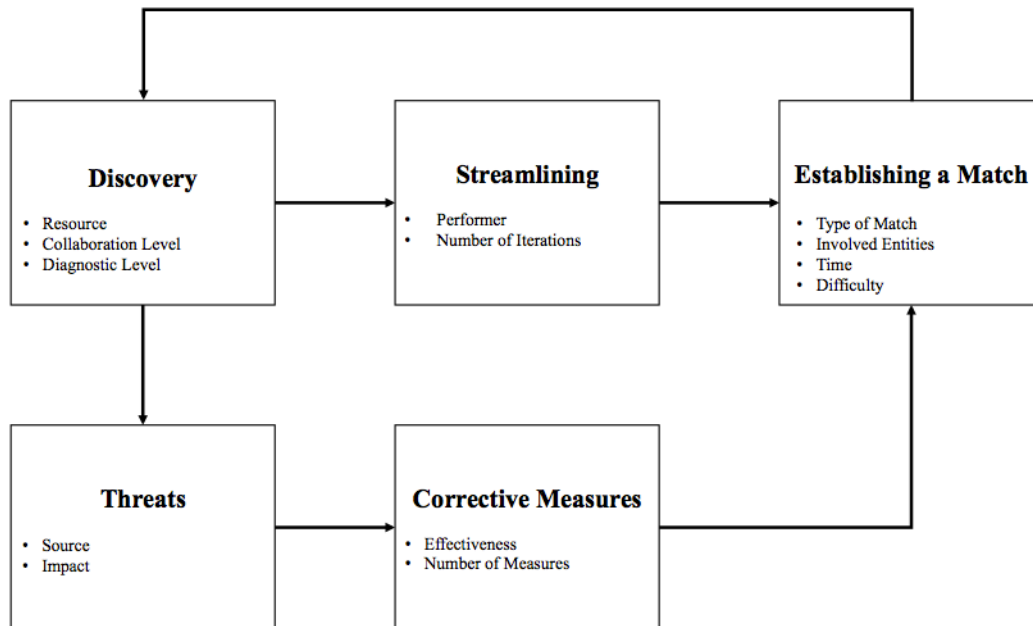 Discovery
• Resource
• Collaboration Level
• Diagnostic Level
Streamlining
• Performer
• Number of Iterations
Establishing a Match
• Type of Match
• Involved Entities
• Time
• Difficulty
Threats
• Source
• Impact
Corrective Measures
• Effectiveness
• Number of Measures